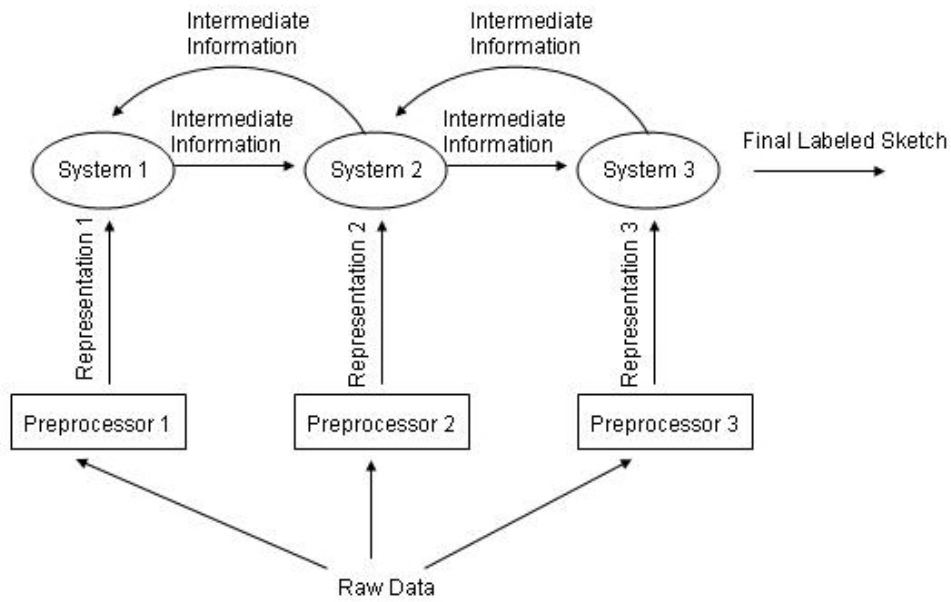 Intermediate
Information
Intermediate
Information
Intermediate
Information
Intermediate
Information
Final Labeled Sketch
System 1
System 2
System 3
Representation 1
Representation 2
Representation 3
Preprocessor 1
Preprocessor 2
Preprocessor 3
Raw Data